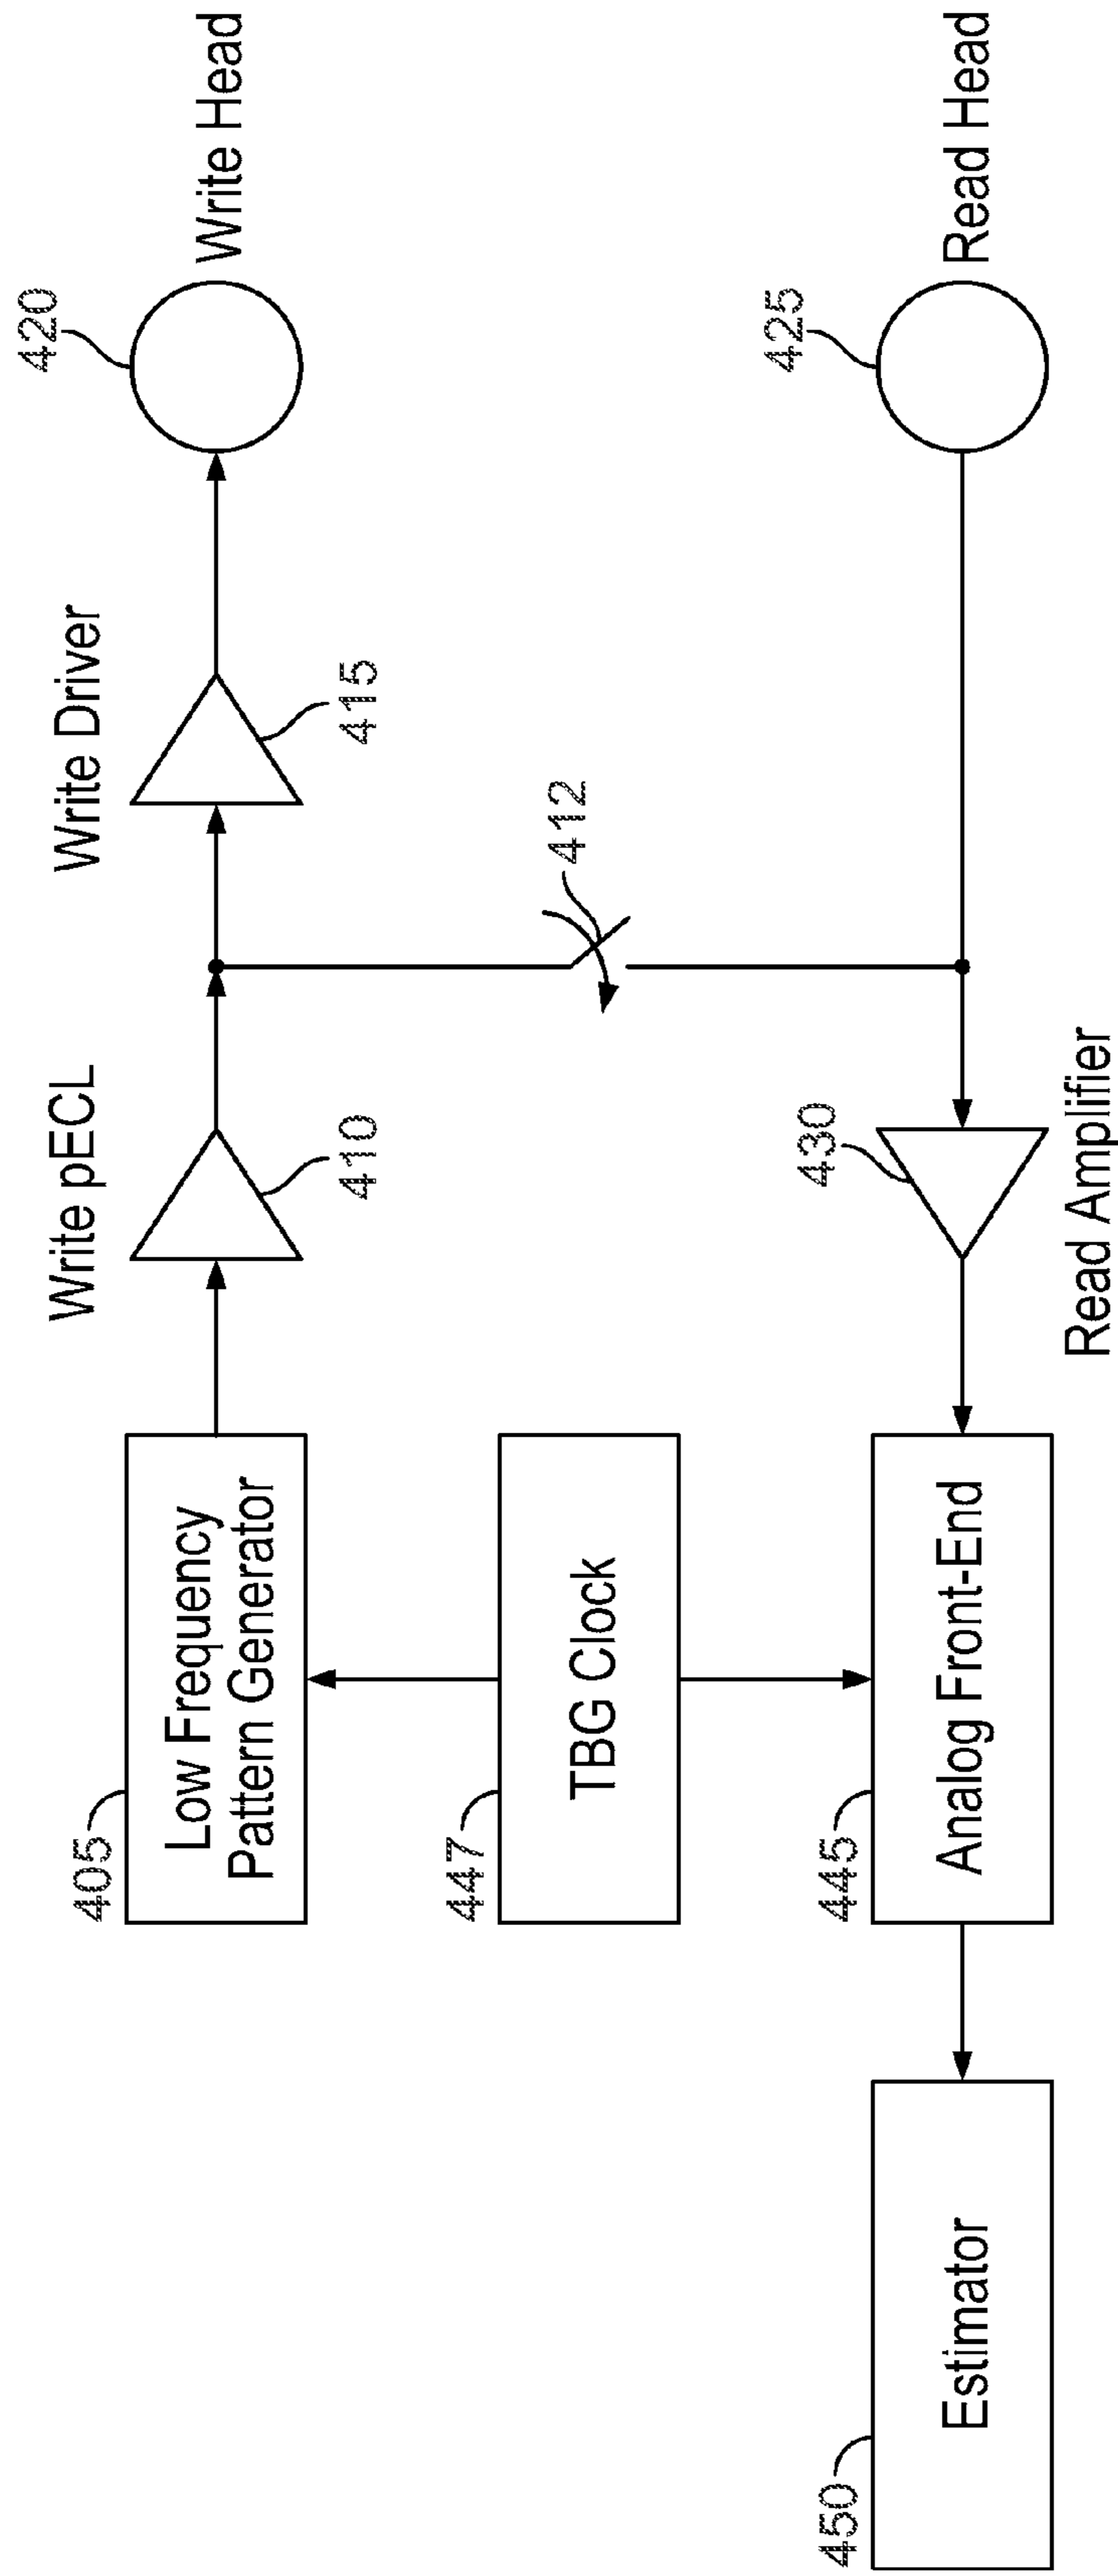 420
Write Head
Write Driver
415
Write pECL
410
405
Low Frequency
Pattern Generator
412
447
TBG Clock
425
Read Head
430
Read Amplifier
445
Analog Front-End
450
Estimator